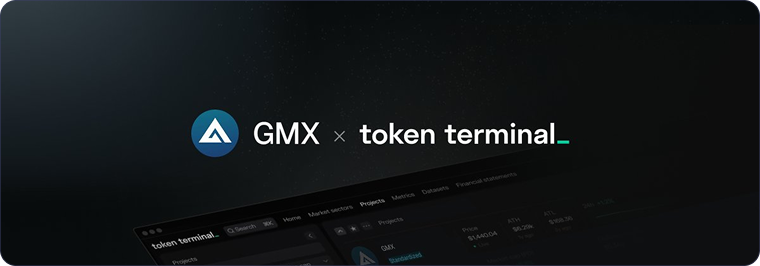 GMX × token terminal_
token terminal_ Search ⌘K Home Market sectors Projects Metrics Datasets Financial statements
Projects Projects
GMX Price ATH ATL
Standardized